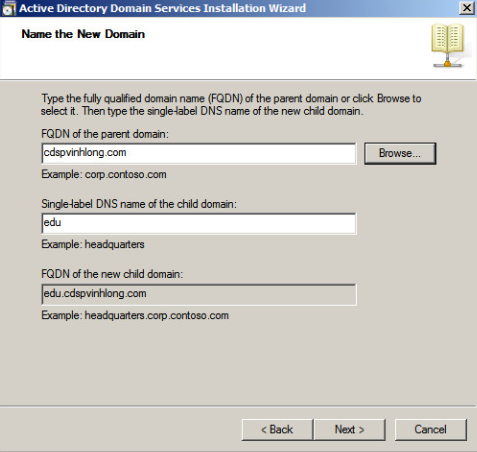 Active Directory Domain Services Installation Wizard
Name the New Domain
Type the fully qualified domain name (FQDN) of the parent domain or click Browse to
select it. Then type the single-label DNS name of the new child domain.
FQDN of the parent domain:
cdspvinhlong.com
Browse...
Example: corp.contoso.com
Single-label DNS name of the child domain:
edu
Example: headquarters
FQDN of the new child domain:
edu.cdspvinhlong.com
Example: headquarters.corp.contoso.com
< Back Next > Cancel